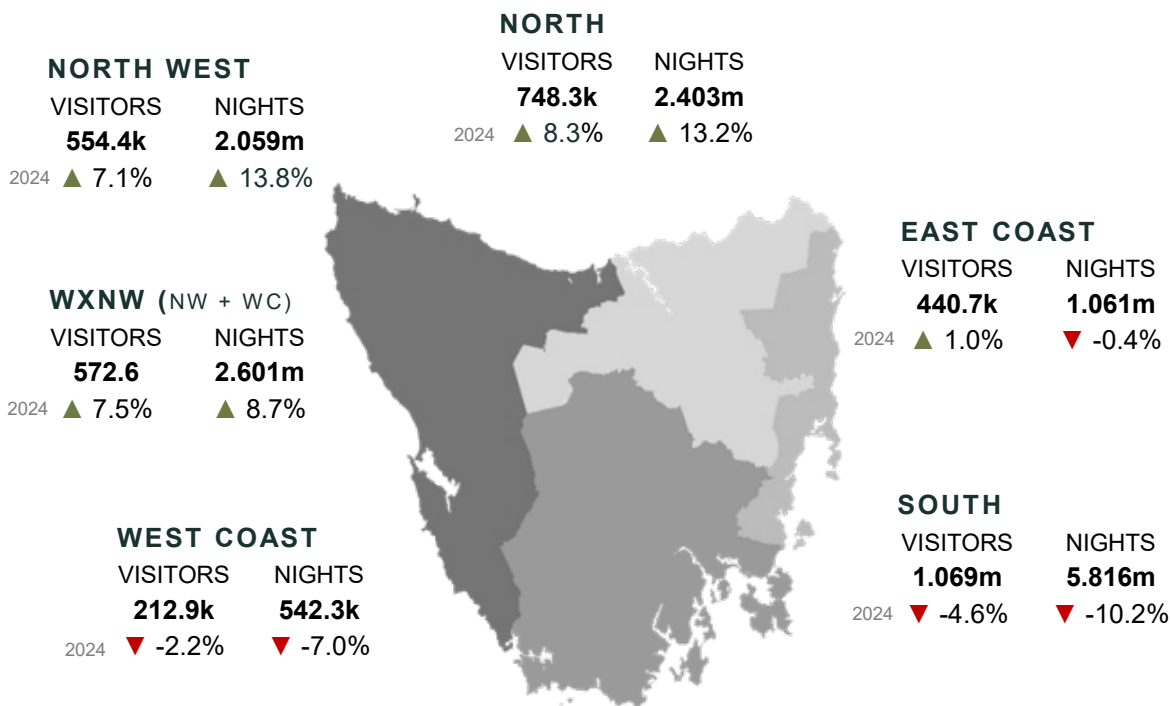 NORTH
VISITORS NIGHTS
748.3k 2.403m
2024 ▲ 8.3% ▲ 13.2%
NORTH WEST
VISITORS NIGHTS
554.4k 2.059m
2024 ▲ 7.1% ▲ 13.8%
EAST COAST
VISITORS NIGHTS
440.7k 1.061m
2024 ▲ 1.0% ▼ -0.4%
WXNW (NW + WC)
VISITORS NIGHTS
572.6 2.601m
2024 ▲ 7.5% ▲ 8.7%
SOUTH
VISITORS NIGHTS
1.069m 5.816m
2024 ▼ -4.6% ▼ -10.2%
WEST COAST
VISITORS NIGHTS
212.9k 542.3k
2024 ▼ -2.2% ▼ -7.0%